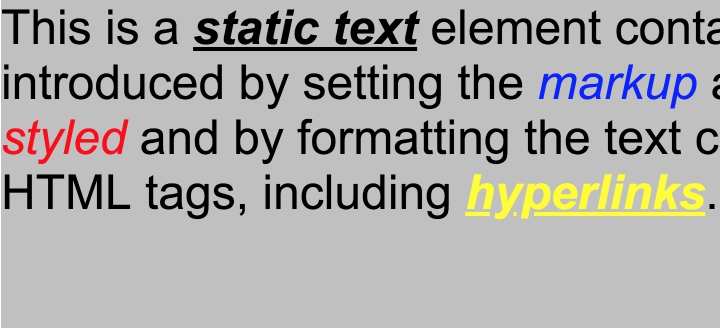 This is a static text element
introduced by setting the markup
styled and by formatting the text
HTML tags, including hyperlinks.